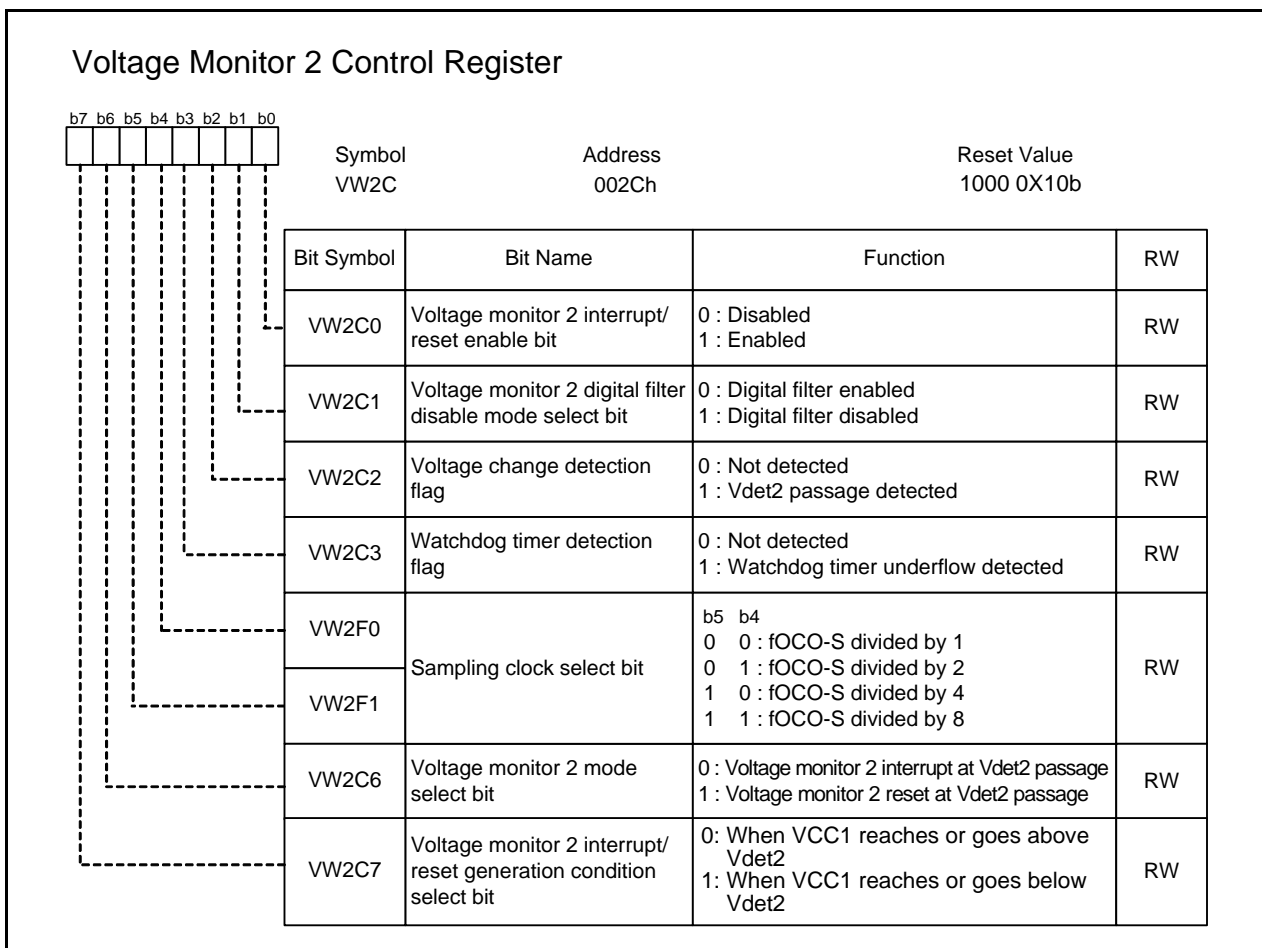 Voltage Monitor 2 Control Register
b7 b6 b5 b4 b3 b2 b1 b0
Symbol Address Reset Value
VW2C 002Ch 1000 0X10b
Bit Symbol Bit Name Function RW
VW2C0 Voltage monitor 2 interrupt/ reset enable bit 0 : Disabled RW
1 : Enabled
VW2C1 Voltage monitor 2 digital filter disable mode select bit 0 : Digital filter enabled RW
1 : Digital filter disabled
VW2C2 Voltage change detection flag 0 : Not detected RW
1 : Vdet2 passage detected
VW2C3 Watchdog timer detection flag 0 : Not detected RW
1 : Watchdog timer underflow detected
VW2F0
VW2F1
Sampling clock select bit
b5 b4
0 0 : fOCO-S divided by 1
0 1 : fOCO-S divided by 2
1 0 : fOCO-S divided by 4
1 1 : fOCO-S divided by 8
RW
VW2C6 Voltage monitor 2 mode select bit 0 : Voltage monitor 2 interrupt at Vdet2 passage RW
1 : Voltage monitor 2 reset at Vdet2 passage
VW2C7 Voltage monitor 2 interrupt/ reset generation condition select bit 0: When VCC1 reaches or goes above Vdet2 RW
1: When VCC1 reaches or goes below Vdet2